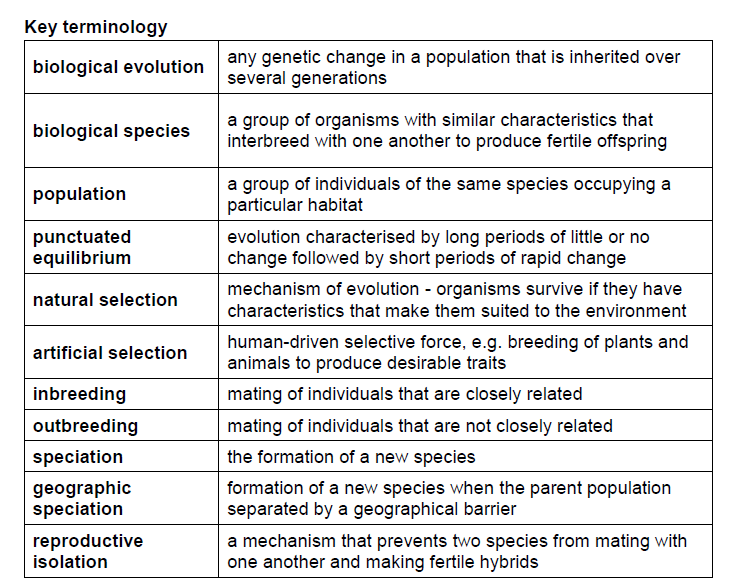 Key terminology
biological evolution
any genetic change in a population that is inherited over
several generations
biological species
a group of organisms with similar characteristics that
interbreed with one another to produce fertile offspring
population
a group of individuals of the same species occupying a
particular habitat
punctuated
equilibrium
evolution characterised by long periods of little or no
change followed by short periods of rapid change
natural selection
mechanism of evolution - organisms survive if they have
characteristics that make them suited to the environment
artificial selection
human-driven selective force, e.g. breeding of plants and
animals to produce desirable traits
inbreeding
mating of individuals that are closely related
outbreeding
mating of individuals that are not closely related
speciation
the formation of a new species
geographic
speciation
formation of a new species when the parent population
separated by a geographical barrier
reproductive
isolation
a mechanism that prevents two species from mating with
one another and making fertile hybrids